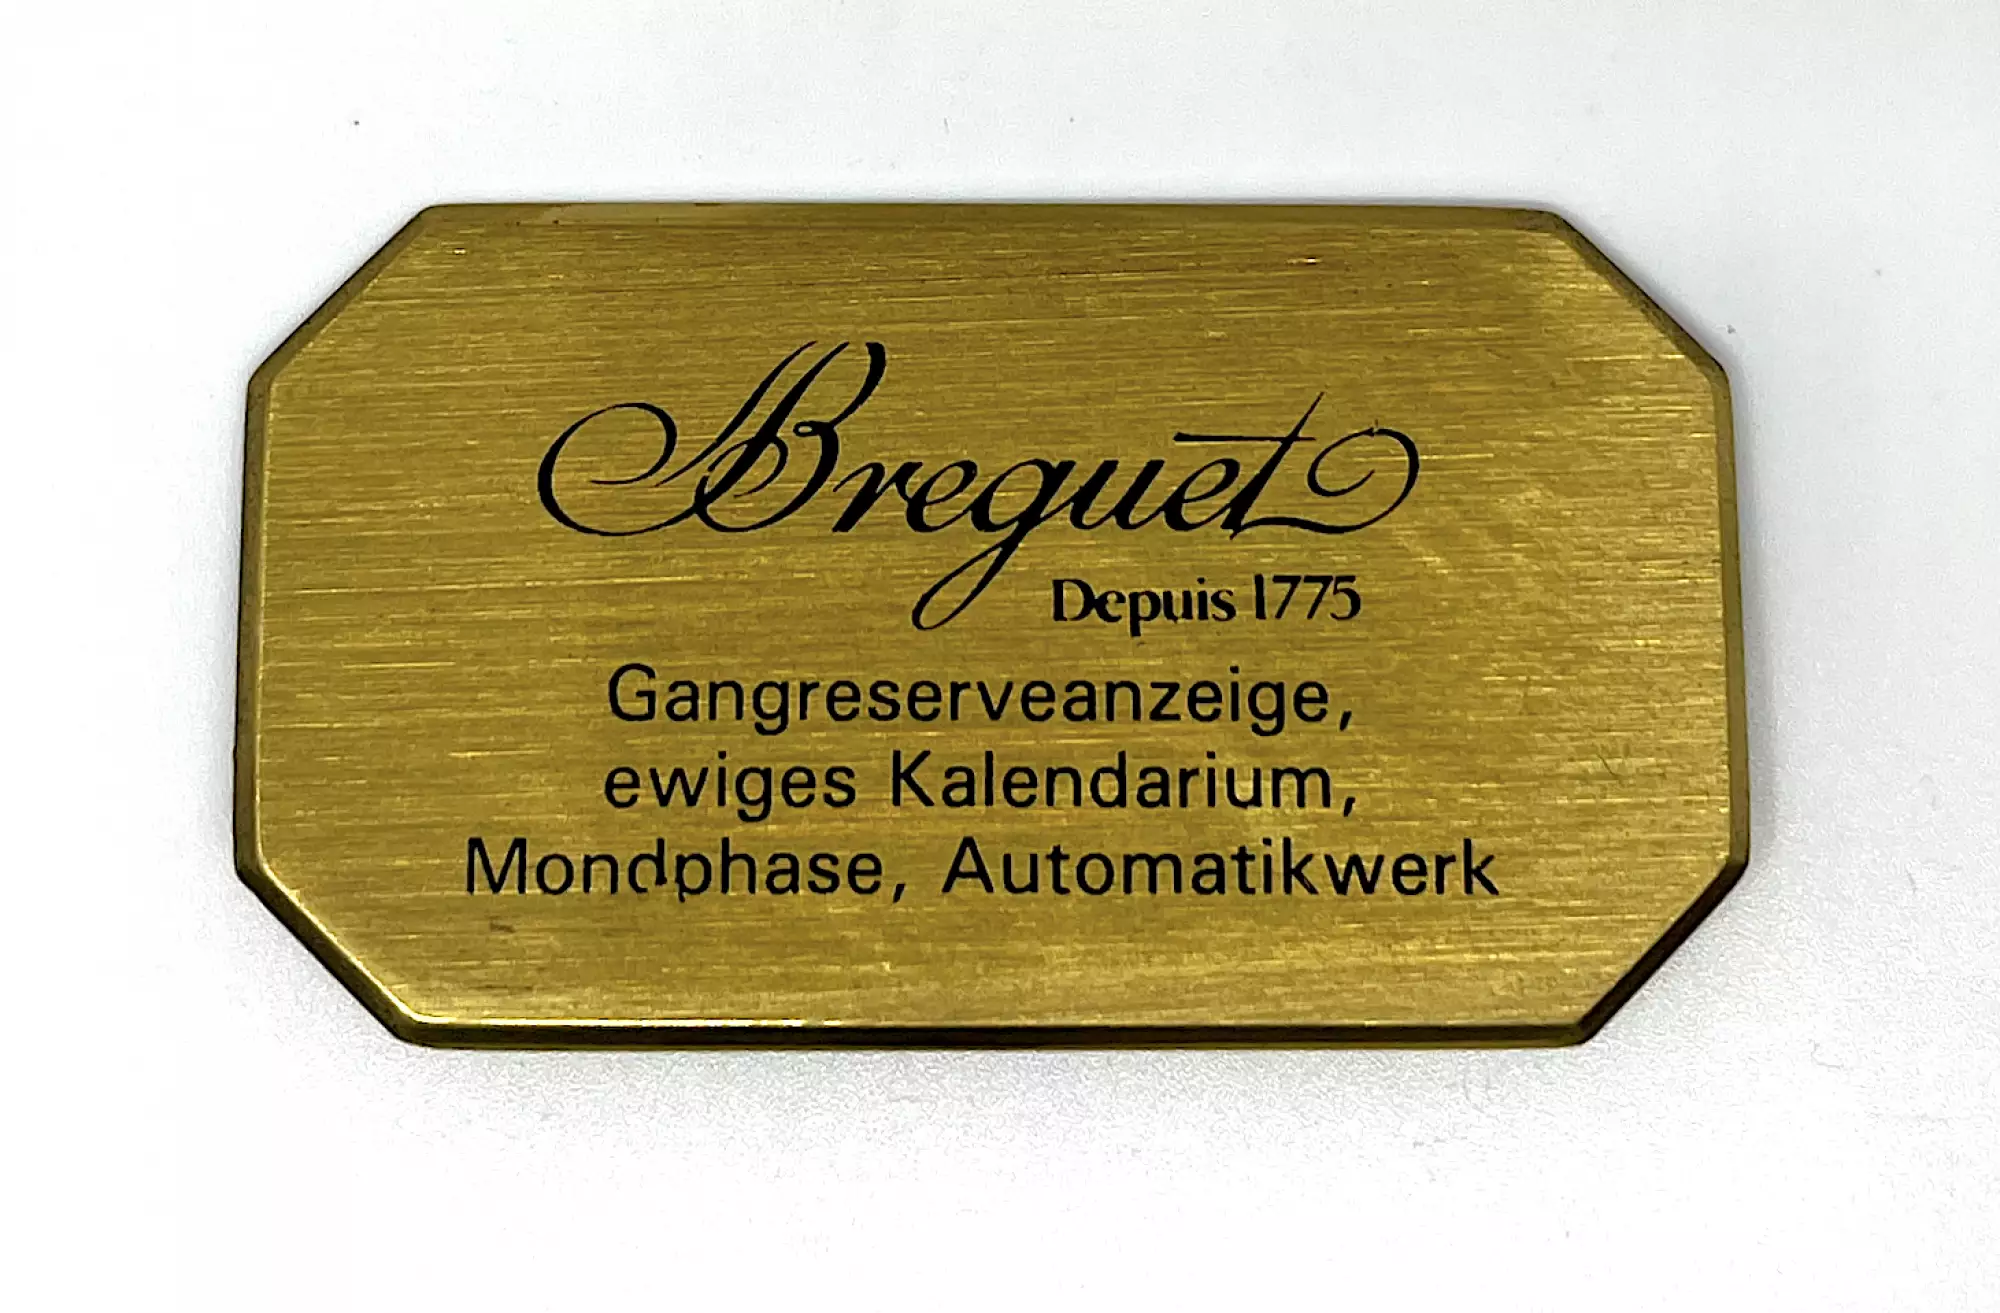 Breguet
Depuis 1775
Gangreserveanzeige,
ewiges Kalendarium,
Mondphase, Automatikwerk